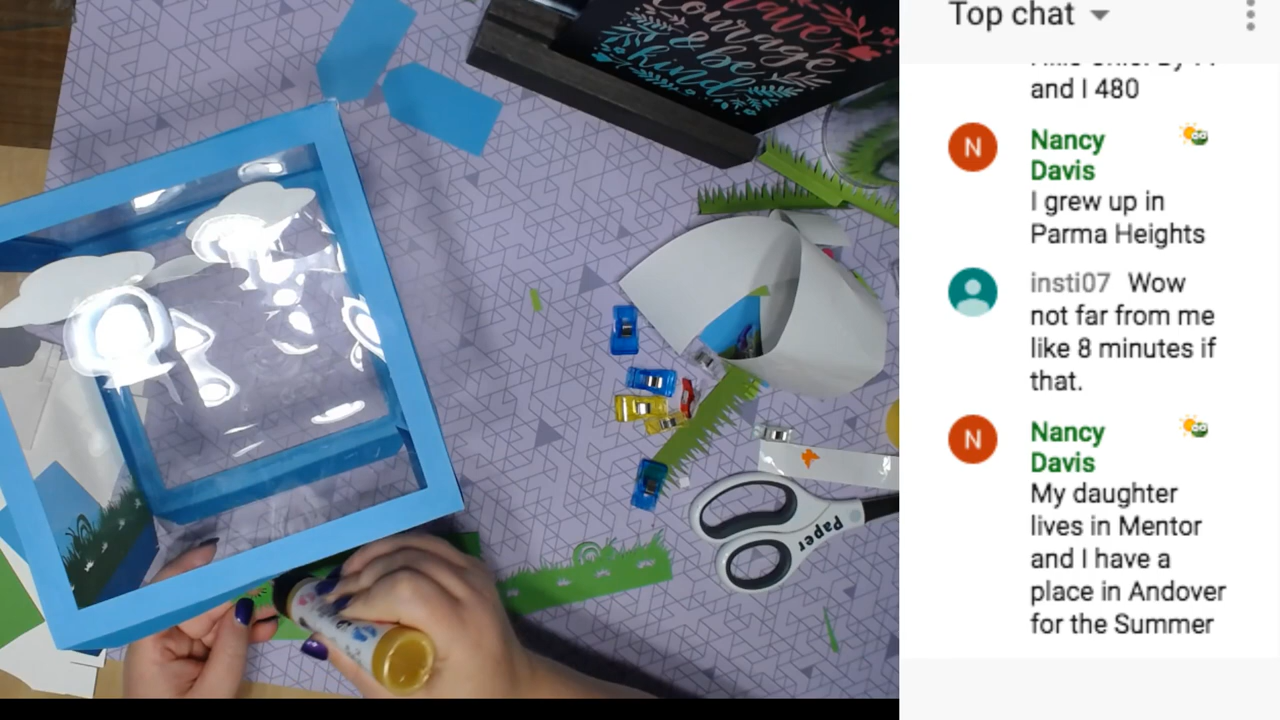 have
courage
& be
kind
Paper
Top chat
and I 480
N
Nancy
Davis
I grew up in
Parma Heights
insti07 Wow
not far from me
like 8 minutes if
that.
N
Nancy
Davis
My daughter
lives in Mentor
and I have a
place in Andover
for the Summer